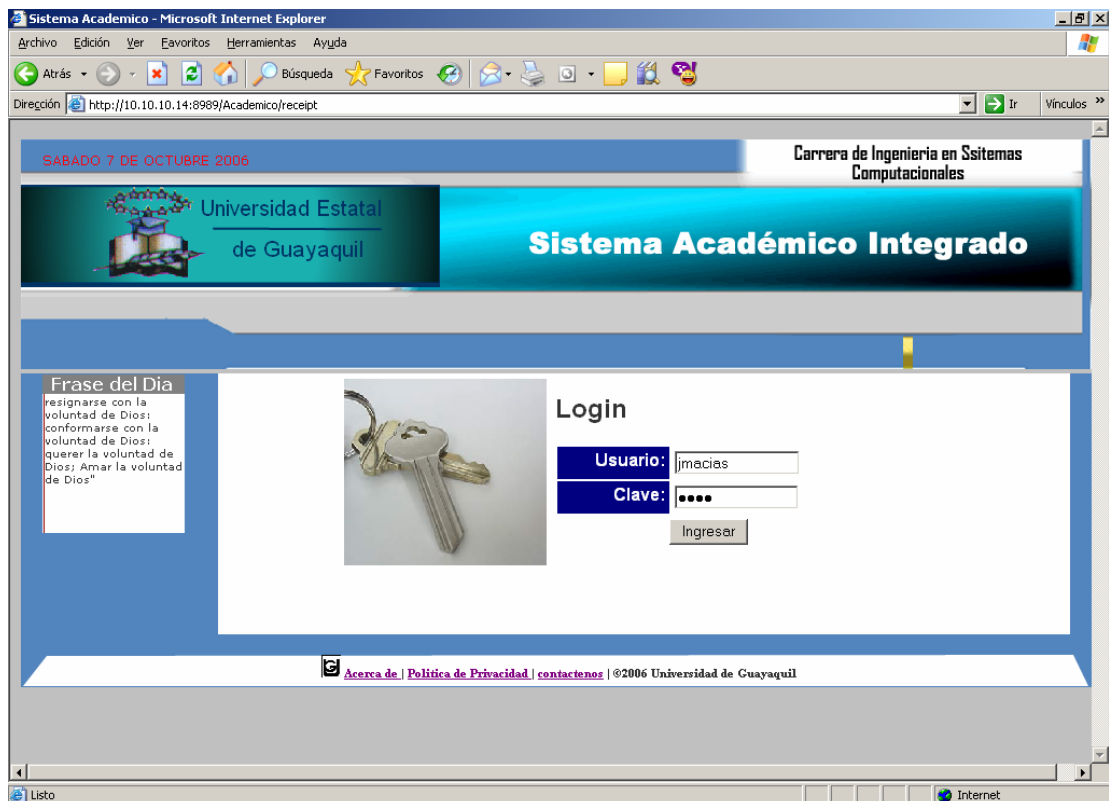 Sistema Academico - Microsoft Internet Explorer
Archivo Edición Ver Favoritos Herramientas Ayuda
Atrás Búsqueda Favoritos
Dirección http://10.10.10.14:8989/Academico/receipt Ir Vínculos »
SABADO 7 DE OCTUBRE 2006
Carrera de Ingenieria en Ssitemas
Computacionales
Universidad Estatal
de Guayaquil
Sistema Académico Integrado
Frase del Dia
resignarse con la
voluntad de Dios:
conformarse con la
voluntad de Dios:
querer la voluntad de
Dios; Amar la voluntad
de Dios"
Login
Usuario: jmacias
Clave: ••••
Ingresar
Acerca de | Politica de Privacidad | contactenos | ©2006 Universidad de Guayaquil
Listo Internet